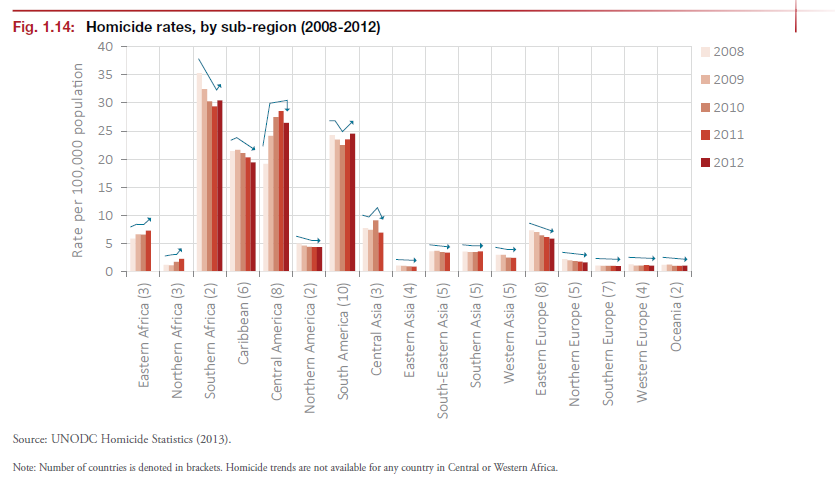 Fig. 1.14: Homicide rates, by sub-region (2008-2012)
Rate per 100,000 population
40
35
30
25
20
15
10
5
0
2008
2009
2010
2011
2012
Eastern Africa (3)
Northern Africa (3)
Southern Africa (2)
Caribbean (6)
Central America (8)
Northern America (2)
South America (10)
Central Asia (3)
Eastern Asia (4)
South-Eastern Asia (5)
Southern Asia (5)
Western Asia (5)
Eastern Europe (8)
Northern Europe (5)
Southern Europe (7)
Western Europe (4)
Oceania (2)
Source: UNODC Homicide Statistics (2013).
Note: Number of countries is denoted in brackets. Homicide trends are not available for any country in Central or Western Africa.